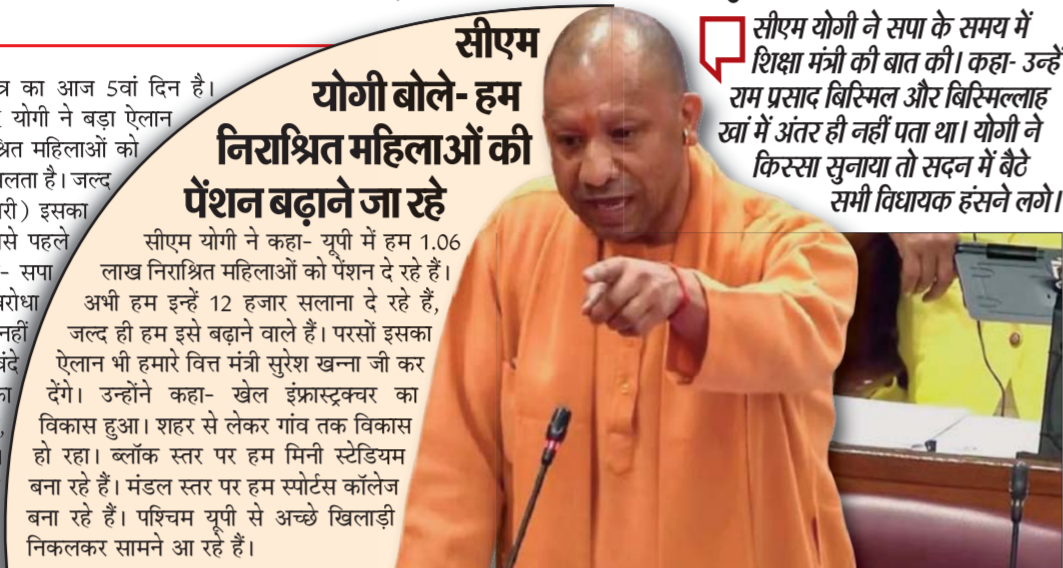 सीएम
योगी बोले- हम
निराश्रित महिलाओं की
पेंशन बढ़ाने जा रहे
सीएम योगी ने कहा- यूपी में हम 1.06
लाख निराश्रित महिलाओं को पेंशन दे रहे हैं।
अभी हम इन्हें 12 हजार सलाना दे रहे हैं,
जल्द ही हम इसे बढ़ाने वाले हैं। परसों इसका
ऐलान भी हमारे वित्त मंत्री सुरेश खन्ना जी कर
देंगे। उन्होंने कहा- खेल इंफ्रास्ट्रक्चर का
विकास हुआ। शहर से लेकर गांव तक विकास
हो रहा। ब्लॉक स्तर पर हम मिनी स्टेडियम
बना रहे हैं। मंडल स्तर पर हम स्पोर्टस कॉलेज
बना रहे हैं। पश्चिम यूपी से अच्छे खिलाड़ी
निकलकर सामने आ रहे हैं।
सीएम योगी ने सपा के समय में
शिक्षा मंत्री की बात की। कहा- उन्हें
राम प्रसाद बिस्मिल और बिस्मिल्लाह
खां में अंतर ही नहीं पता था। योगी ने
किस्सा सुनाया तो सदन में बैठे
सभी विधायक हंसने लगे।
का आज 5वां दिन है।
योगी ने बड़ा ऐलान
महिलाओं को
है। जल्द
इसका
से पहले
- सपा
नहीं